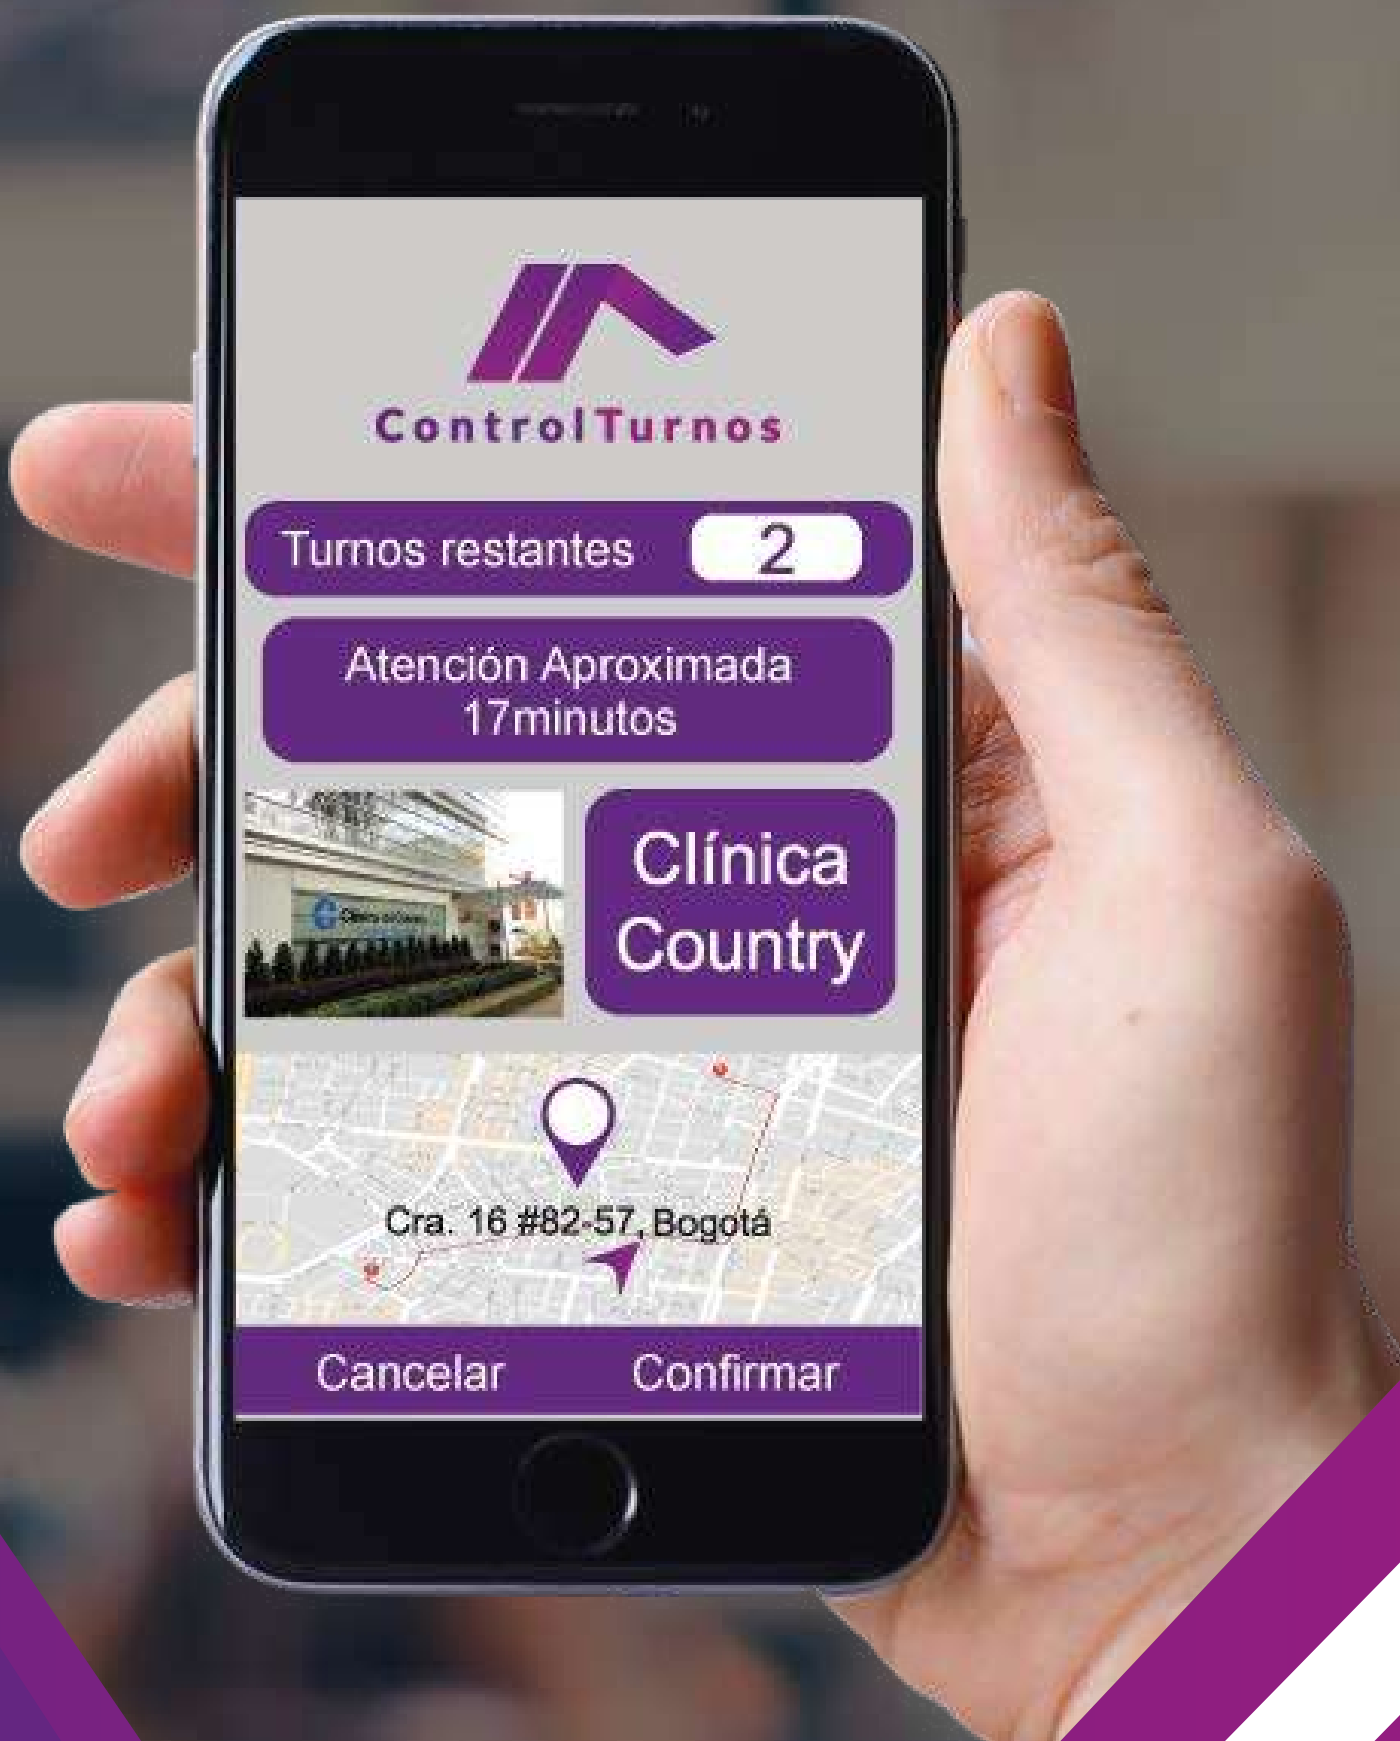 ControlTurnos
Turnos restantes 2
Atención Aproximada
17minutos
Clínica
Country
Cra. 16 #82-57, Bogotá
Cancelar Confirmar